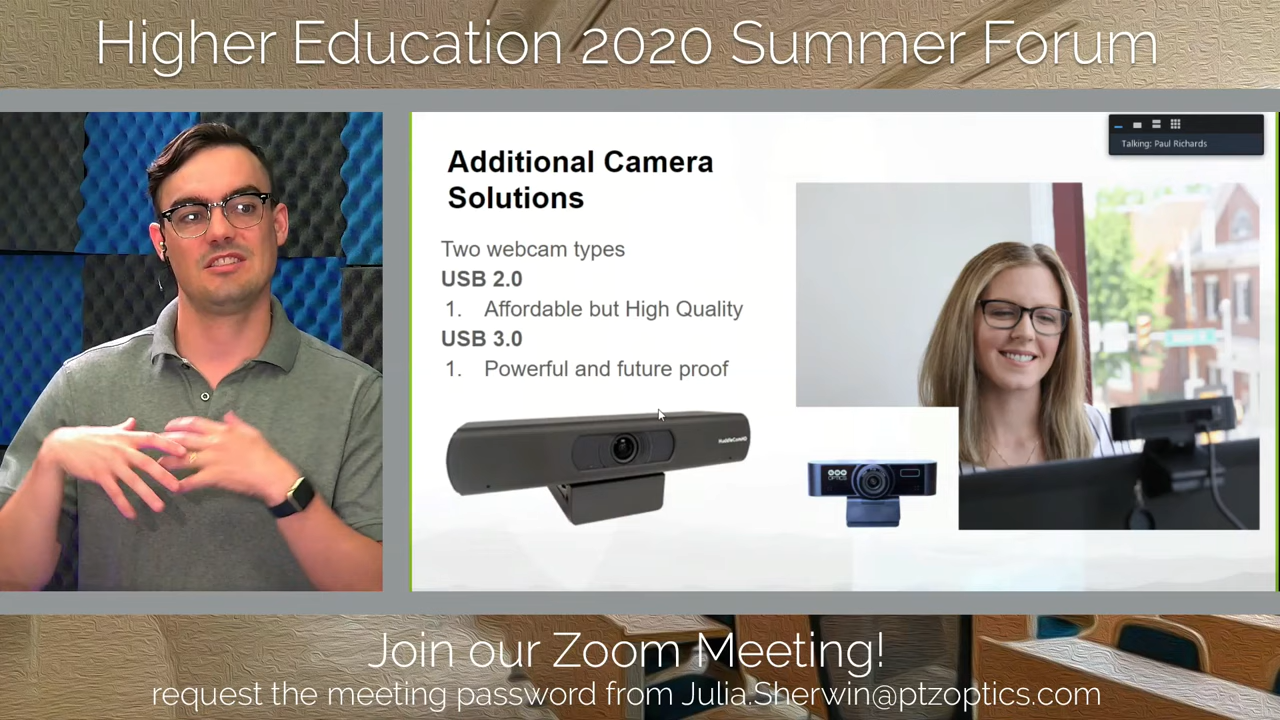 Higher Education 2020 Summer Forum
Talking: Paul Richards
Additional Camera
Solutions
Two webcam types
USB 2.0
1. Affordable but High Quality
USB 3.0
1. Powerful and future proof
HuddleCamHD
OPTICS
Join our Zoom Meeting!
request the meeting password from Julia.Sherwin@ptzoptics.com